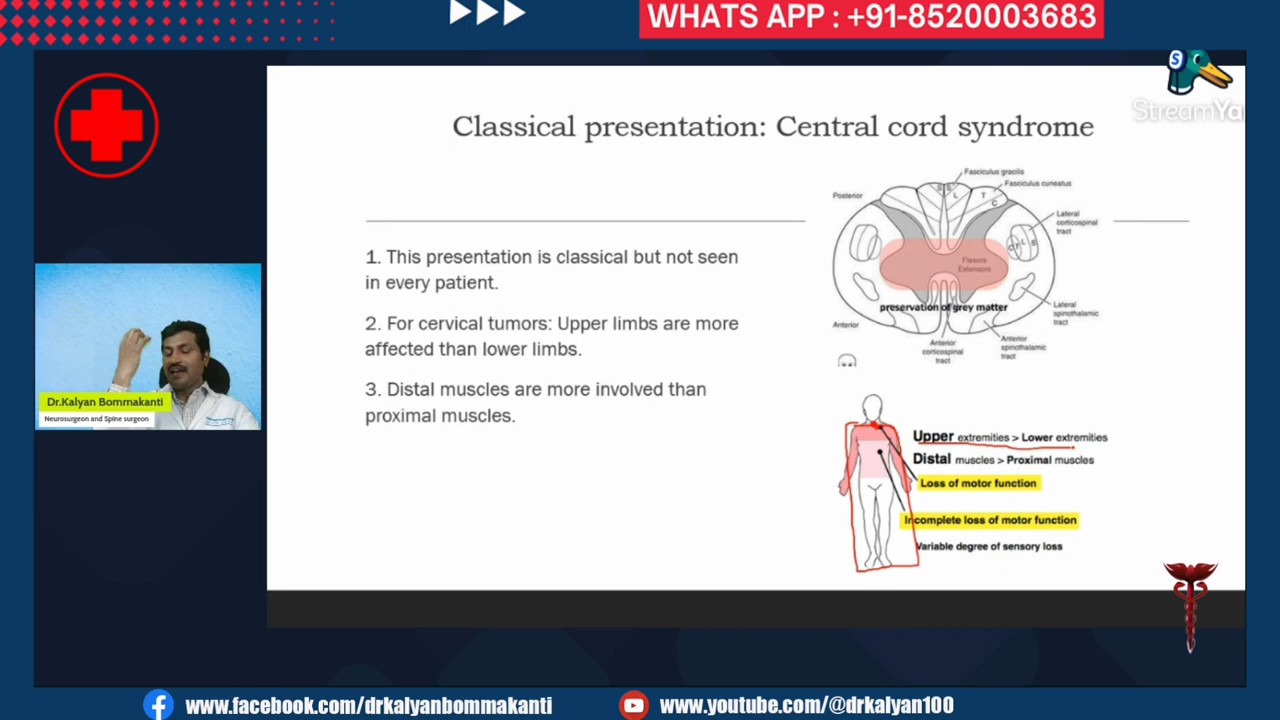 WHATS APP : +91-8520003683
StreamYa
Classical presentation: Central cord syndrome
1. This presentation is classical but not seen
in every patient.
2. For cervical tumors: Upper limbs are more
affected than lower limbs.
3. Distal muscles are more involved than
proximal muscles.
Fasciculus gracilis
Fasciculus cuneatus
Posterior
S S L T C
Lateral
corticospinal
tract
C T L S
Flexors
Extensors
preservation of grey matter
Lateral
spinothalamic
tract
Anterior
Anterior
corticospinal
tract
Anterior
spinothalamic
tract
Upper extremities > Lower extremities
Distal muscles > Proximal muscles
Loss of motor function
Incomplete loss of motor function
Variable degree of sensory loss
Dr.Kalyan Bommakanti
Neurosurgeon and Spine surgeon
www.facebook.com/drkalyanbommakanti
www.youtube.com/@drkalyan100